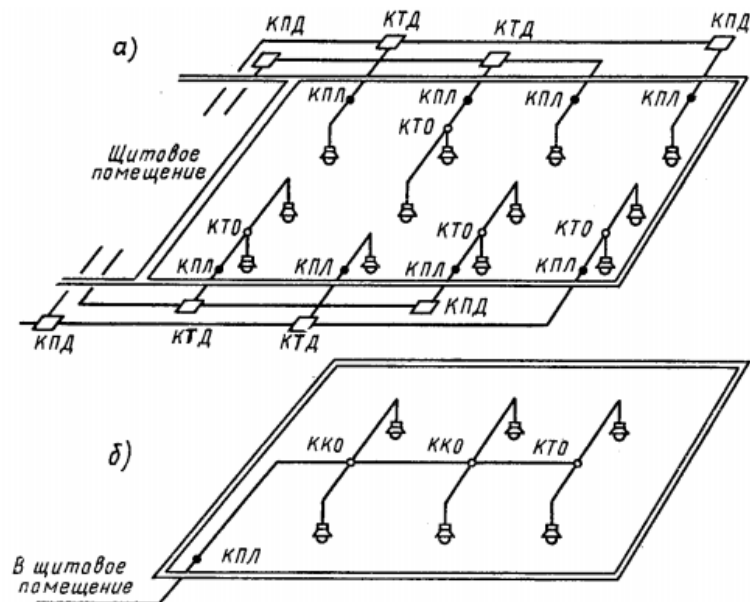 а)
КПД
КТД
КТД
КПД
КПЛ
КПЛ
КПЛ
КПЛ
КТО
Щитовое
помещение
КТО
КТО
КТО
КПЛ
КПЛ
КПЛ
КПЛ
КПД
КПД
КТД
КТД
б)
ККО
ККО
КТО
КПЛ
В щитовое
помещение